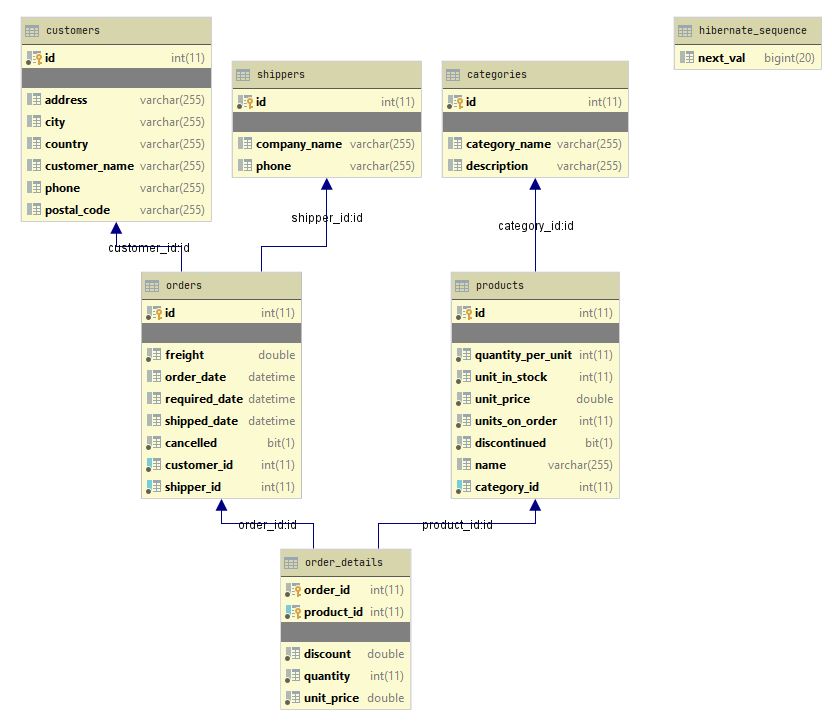 customers
id int(11)
address varchar(255)
city varchar(255)
country varchar(255)
customer_name varchar(255)
phone varchar(255)
postal_code varchar(255)
shippers
id int(11)
company_name varchar(255)
phone varchar(255)
categories
id int(11)
category_name varchar(255)
description varchar(255)
hibernate_sequence
next_val bigint(20)
customer_id:id
shipper_id:id
category_id:id
orders
id int(11)
freight double
order_date datetime
required_date datetime
shipped_date datetime
cancelled bit(1)
customer_id int(11)
shipper_id int(11)
products
id int(11)
quantity_per_unit int(11)
unit_in_stock int(11)
unit_price double
units_on_order int(11)
discontinued bit(1)
name varchar(255)
category_id int(11)
order_id:id
product_id:id
order_details
order_id int(11)
product_id int(11)
discount double
quantity int(11)
unit_price double